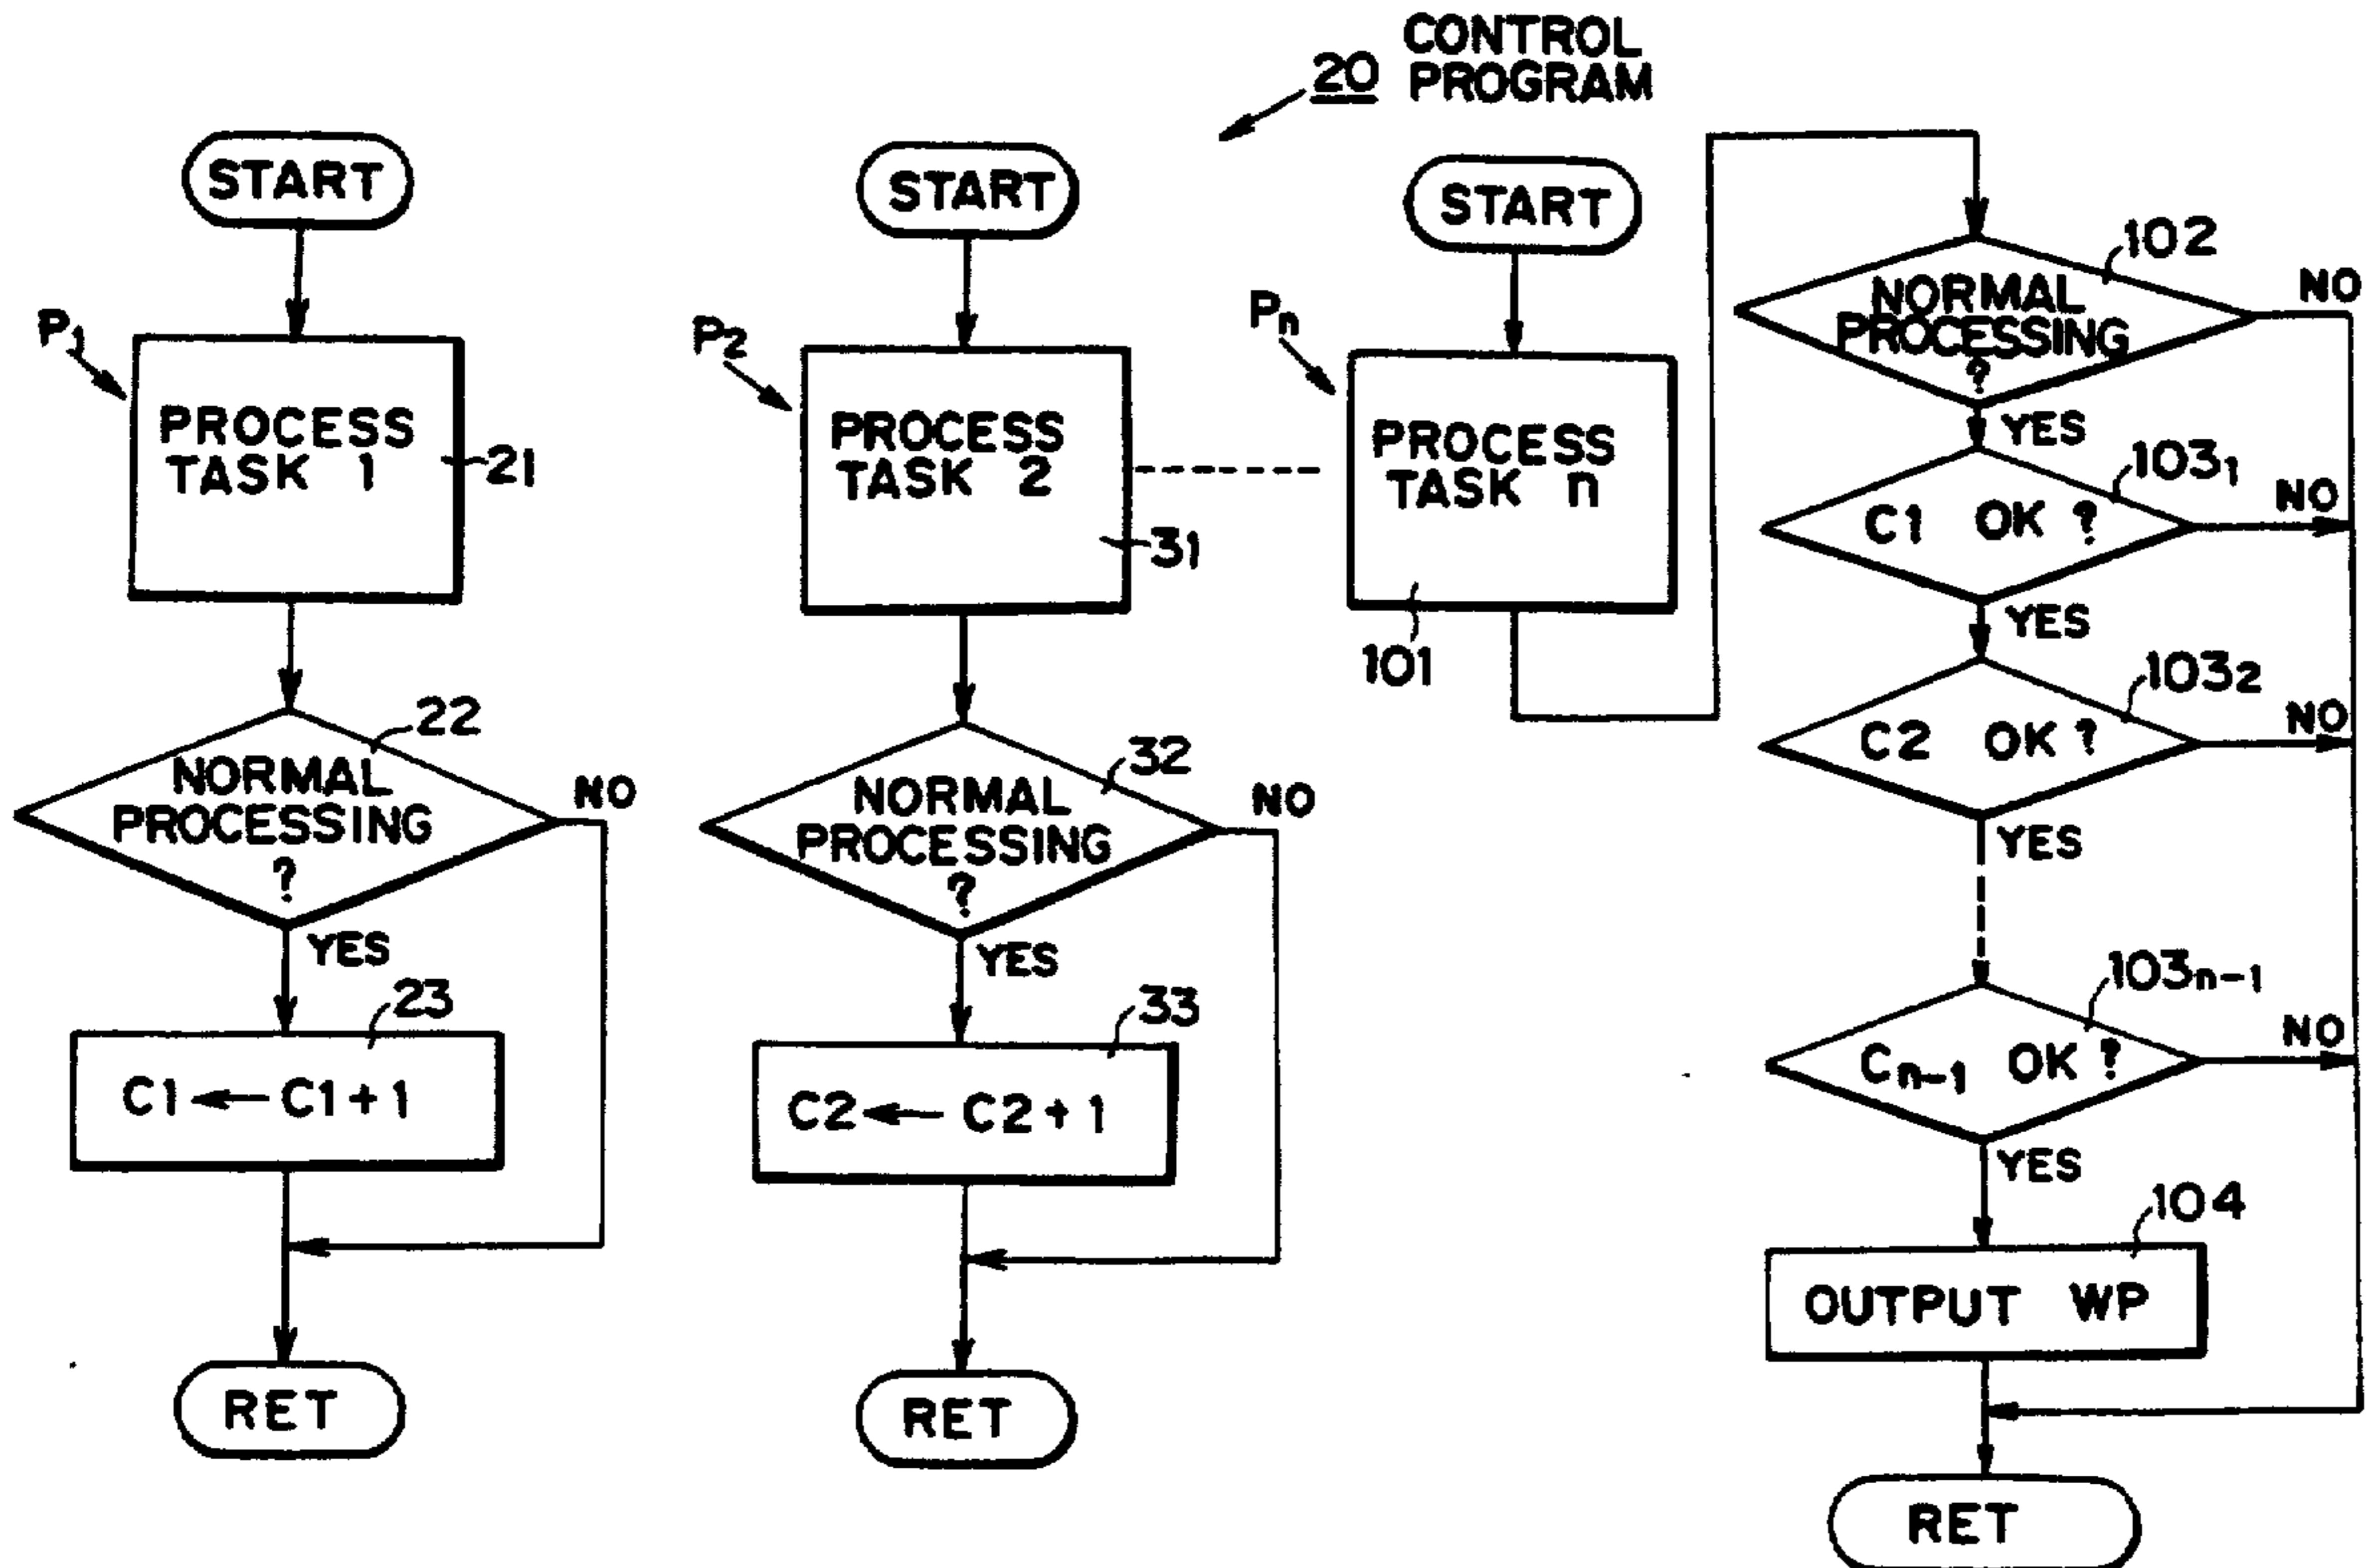 20 CONTROL
PROGRAM
START
P1
PROCESS
TASK 1
21
22
NORMAL
PROCESSING
?
NO
YES
23
C1 ← C1 + 1
RET
START
P2
PROCESS
TASK 2
31
32
NORMAL
PROCESSING
?
NO
YES
33
C2 ← C2 + 1
RET
START
Pn
PROCESS
TASK n
101
102
NORMAL
PROCESSING
?
NO
YES
103₁
C1 OK ?
NO
YES
103₂
C2 OK ?
NO
YES
103n-1
Cn-1 OK ?
NO
YES
104
OUTPUT WP
RET